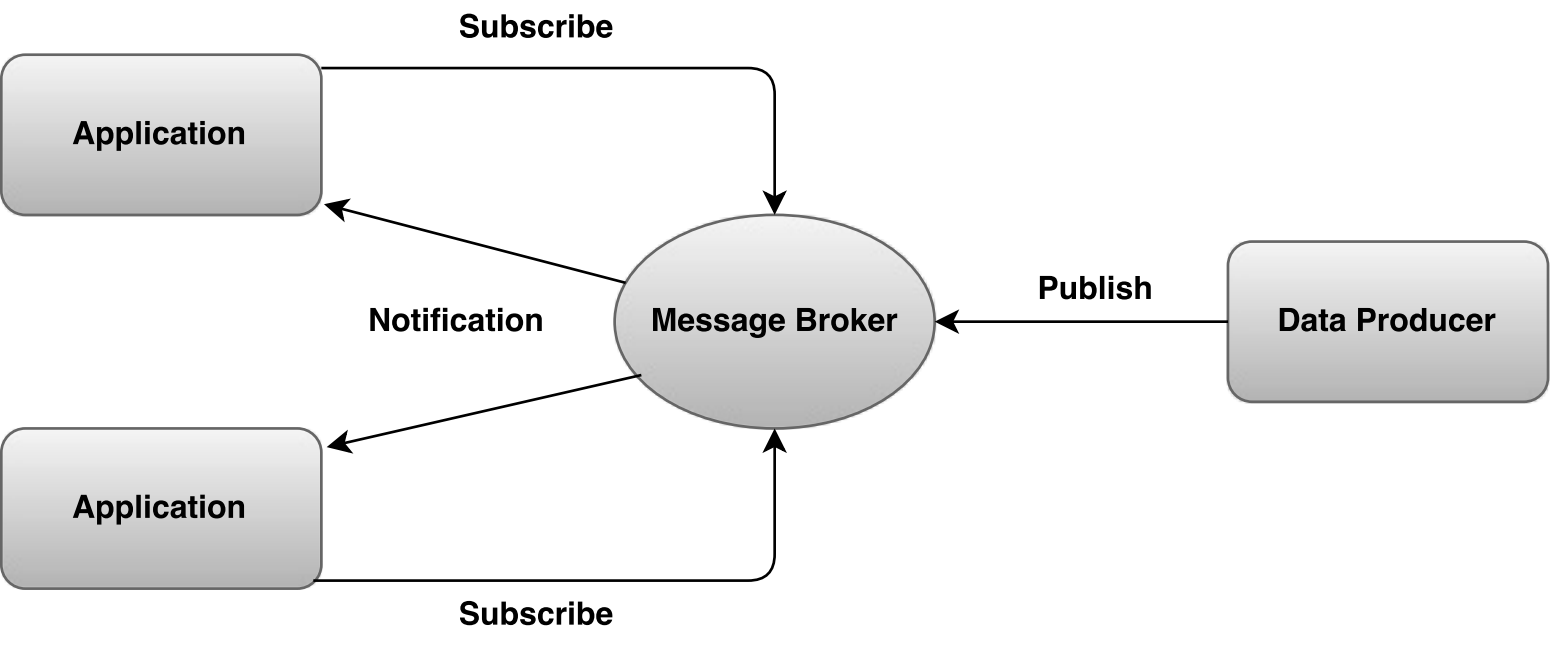 Subscribe
Application
Publish
Notification
Message Broker
Data Producer
Application
Subscribe